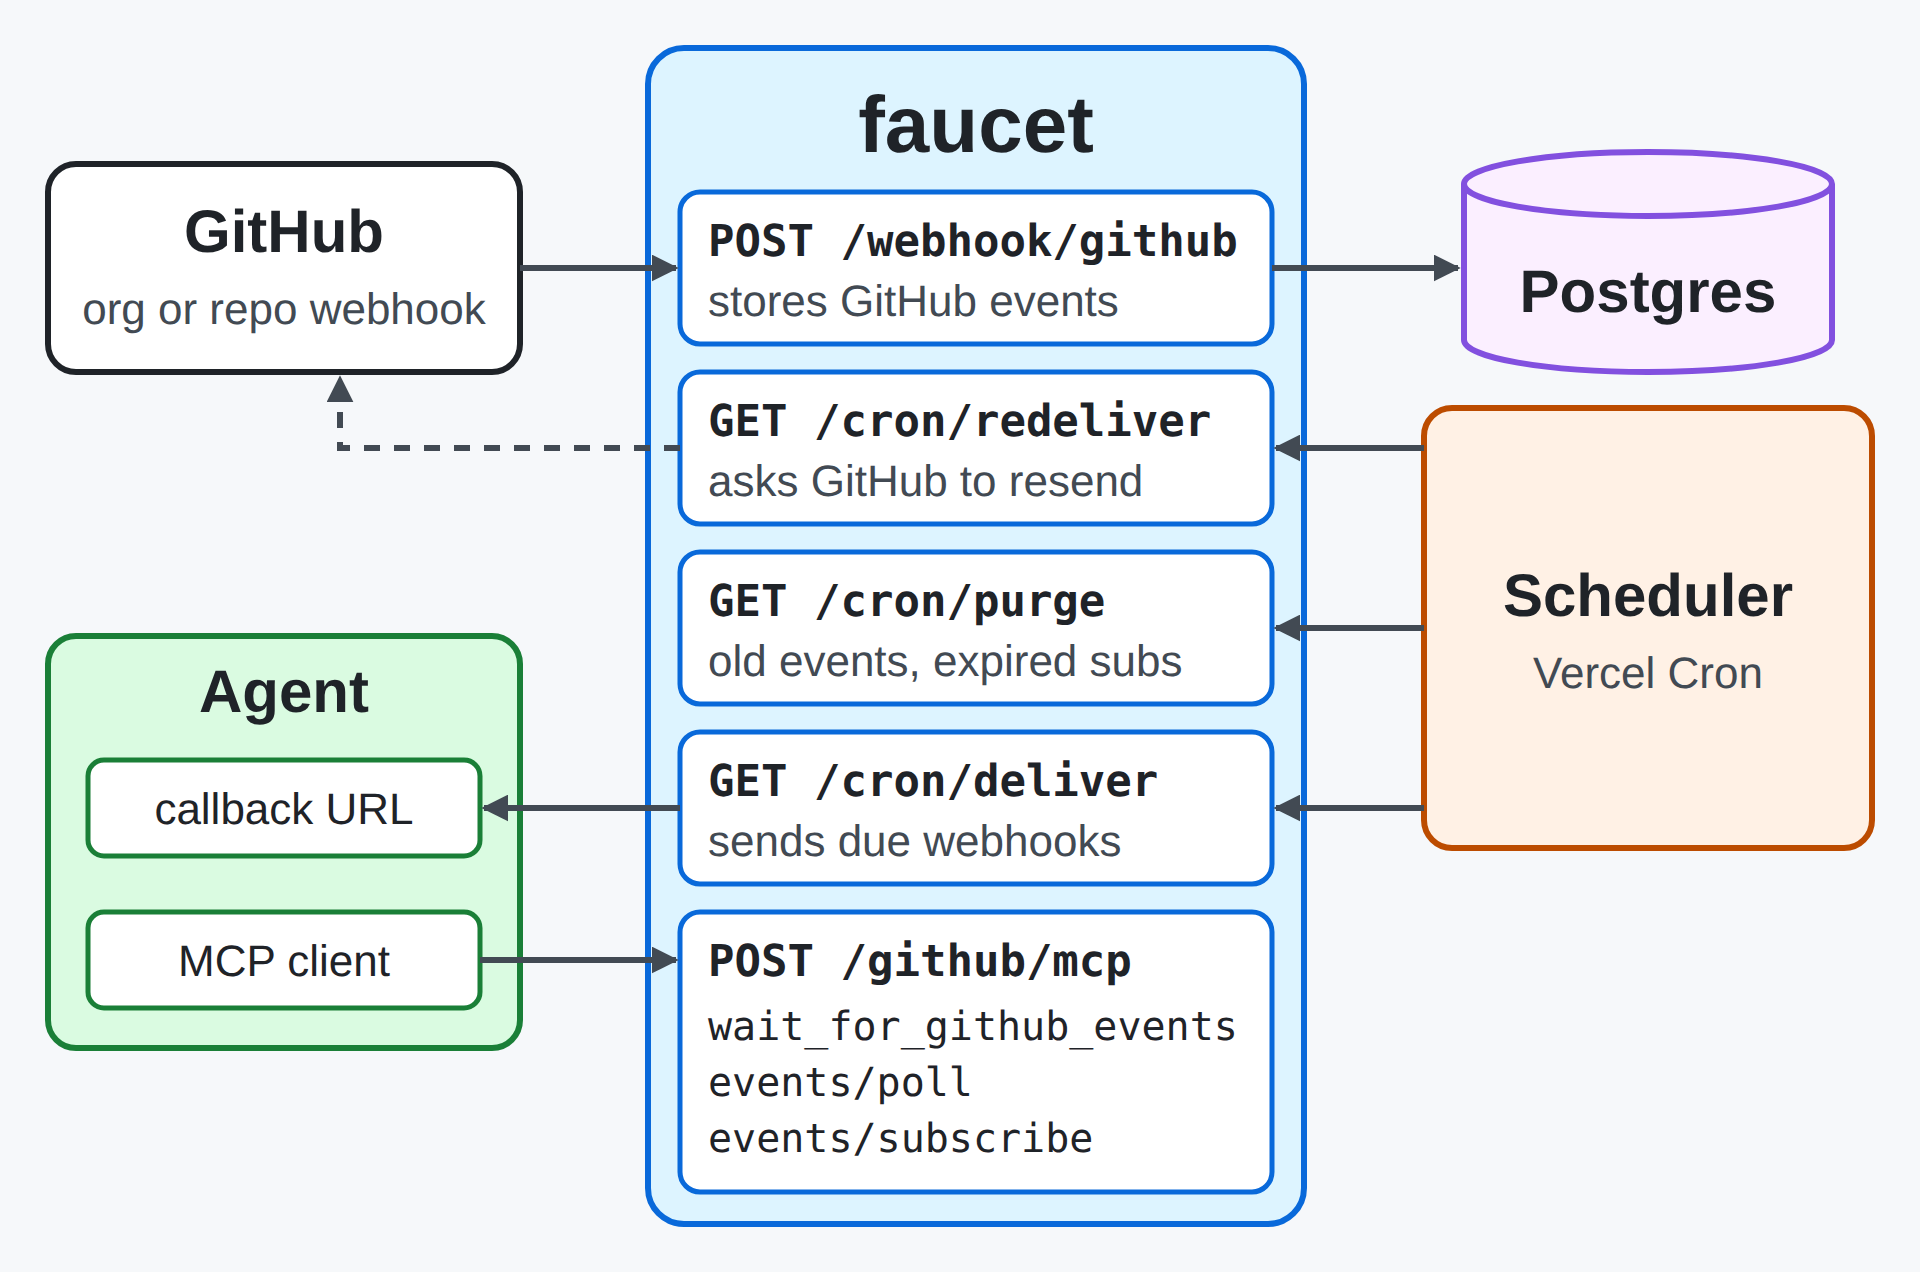 faucet
GitHub
org or repo webhook
POST /webhook/github
stores GitHub events
Postgres
GET /cron/redeliver
asks GitHub to resend
GET /cron/purge
old events, expired subs
Scheduler
Vercel Cron
Agent
callback URL
MCP client
GET /cron/deliver
sends due webhooks
POST /github/mcp
wait_for_github_events
events/poll
events/subscribe